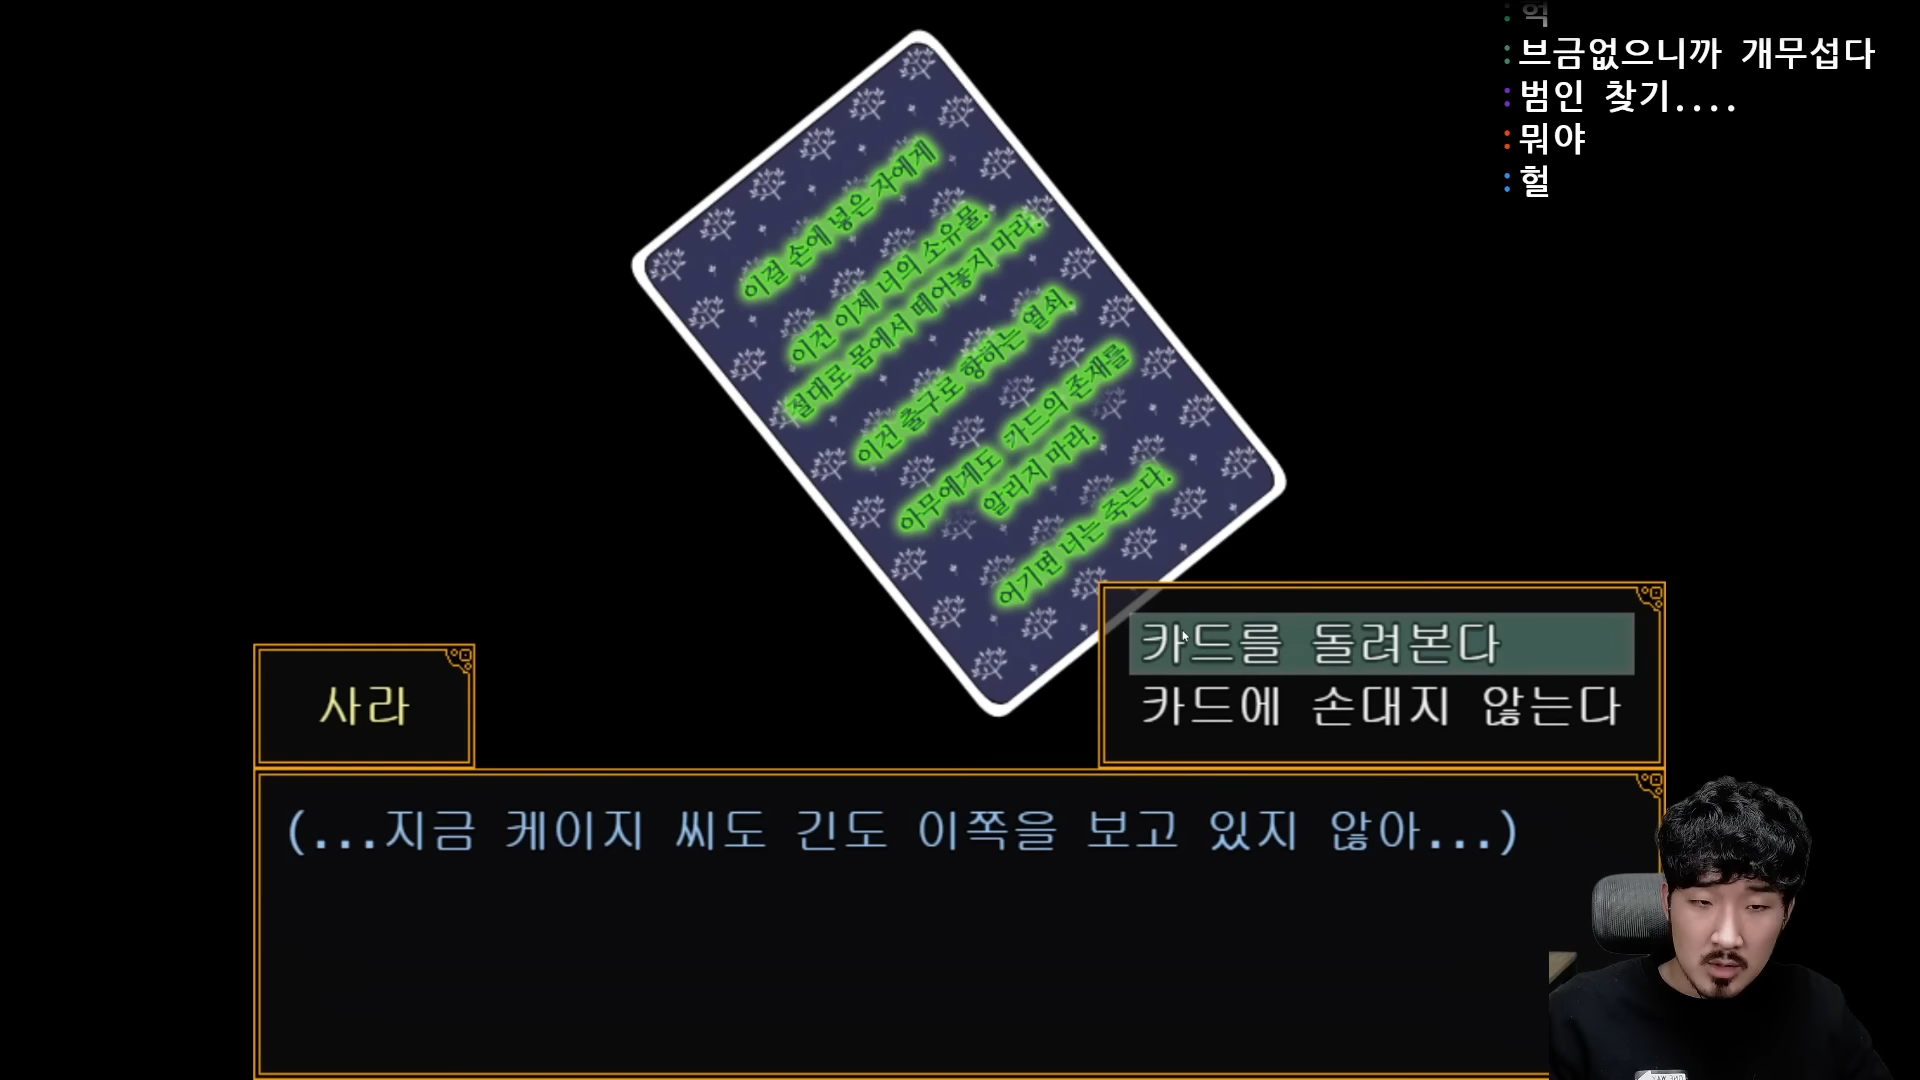 : 헉
: 브금없으니까 개무섭다
: 범인 찾기....
: 뭐야
: 헐
이걸 손에 넣은 자에게
이건 이제 너의 소유물.
절대로 몸에서 떼어놓지 마라.
이건 출구로 향하는 열쇠.
아무에게도 카드의 존재를
알리지 마라.
어기면 너는 죽는다.
카드를 돌려본다
카드에 손대지 않는다
사라
(...지금 케이지 씨도 긴도 이쪽을 보고 있지 않아...)